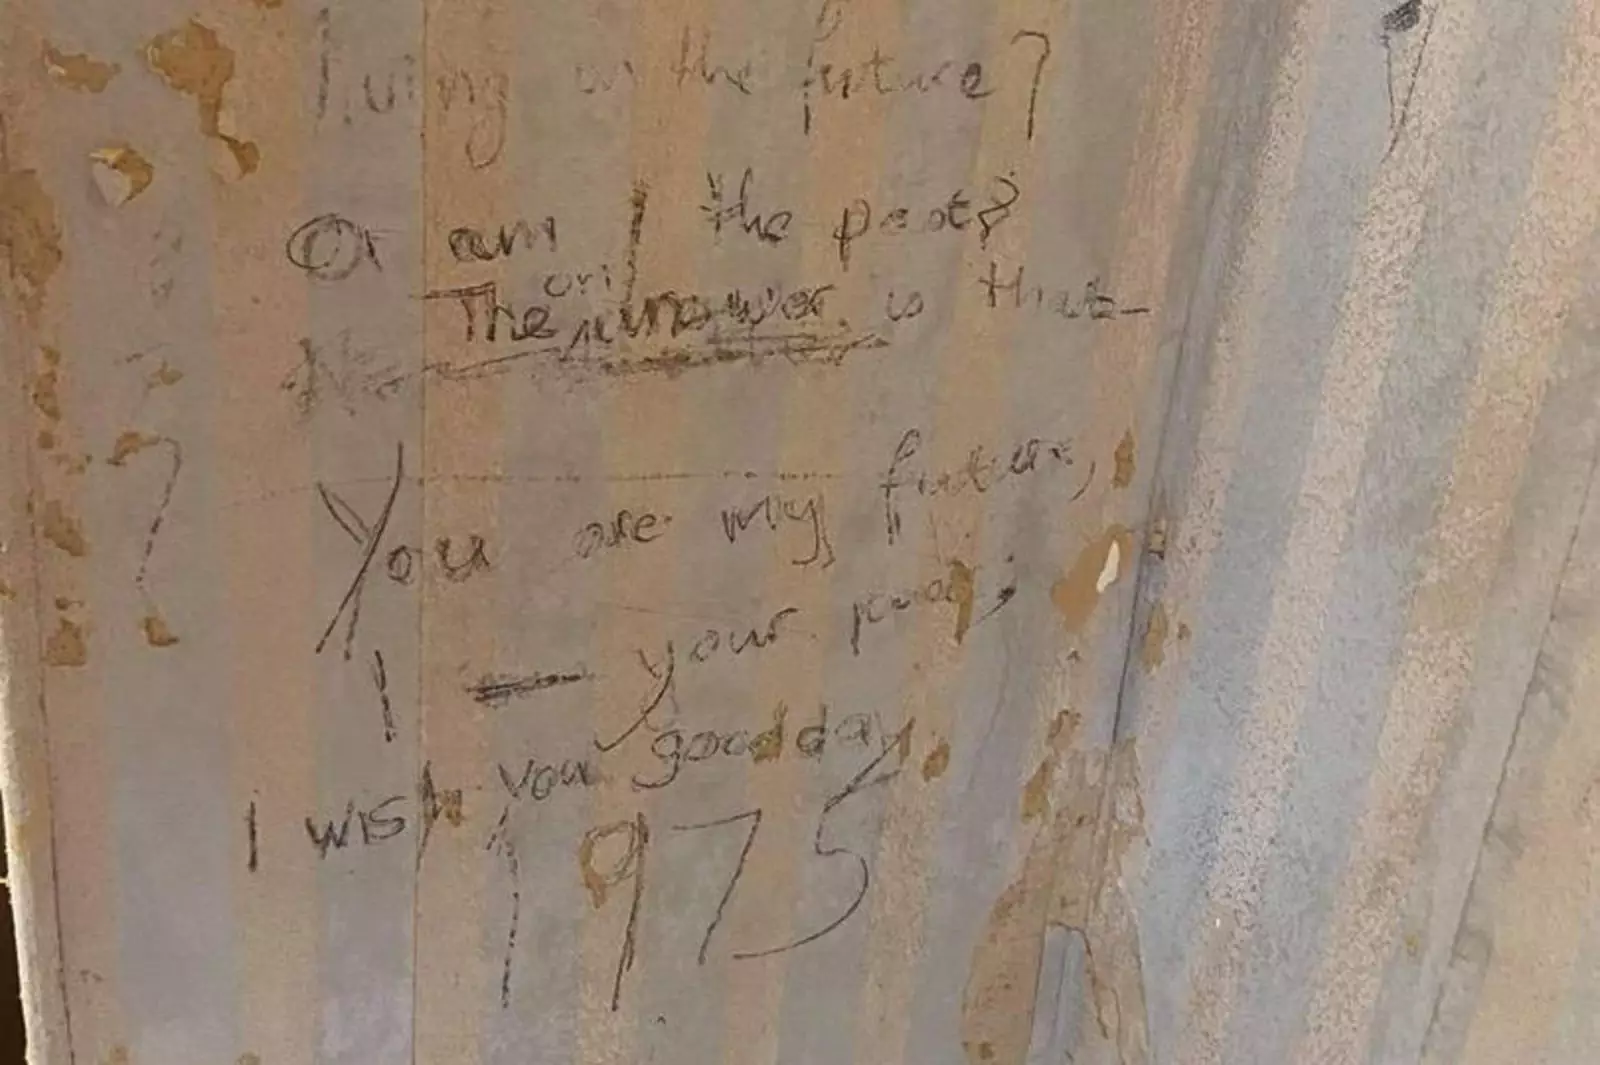 living in the future?
Or am I the past?
The only answer is that
You are my future,
I your past;
I wish you good day.
1975